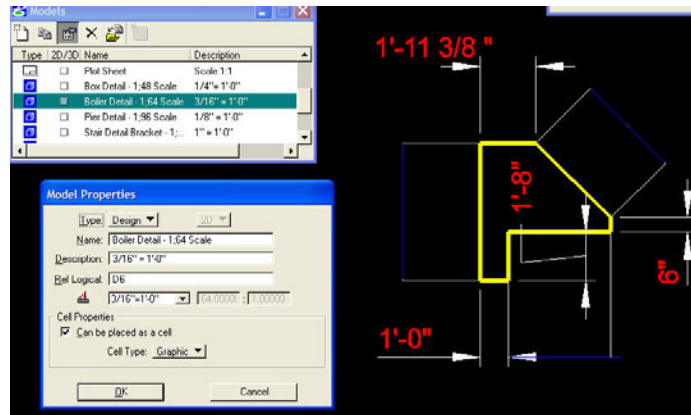 Models
Type 2D/3D Name Description
Plot Sheet Scale 1:1
Box Detail - 1;48 Scale 1/4"= 1'-0"
Boiler Detail - 1;64 Scale 3/16" = 1'-0"
Pier Detail - 1;96 Scale 1/8" = 1'-0"
Stair Detail Bracket - 1;... 1" = 1'-0"
Model Properties
Type: Design 2D
Name: Boiler Detail - 1;64 Scale
Description: 3/16" = 1'-0"
Ref Logical: D6
3/16"=1'-0" 64.00000 : 1.00000
Cell Properties
Can be placed as a cell
Cell Type: Graphic
OK Cancel
1'-11 3/8 "
1'-8"
6"
1'-0"